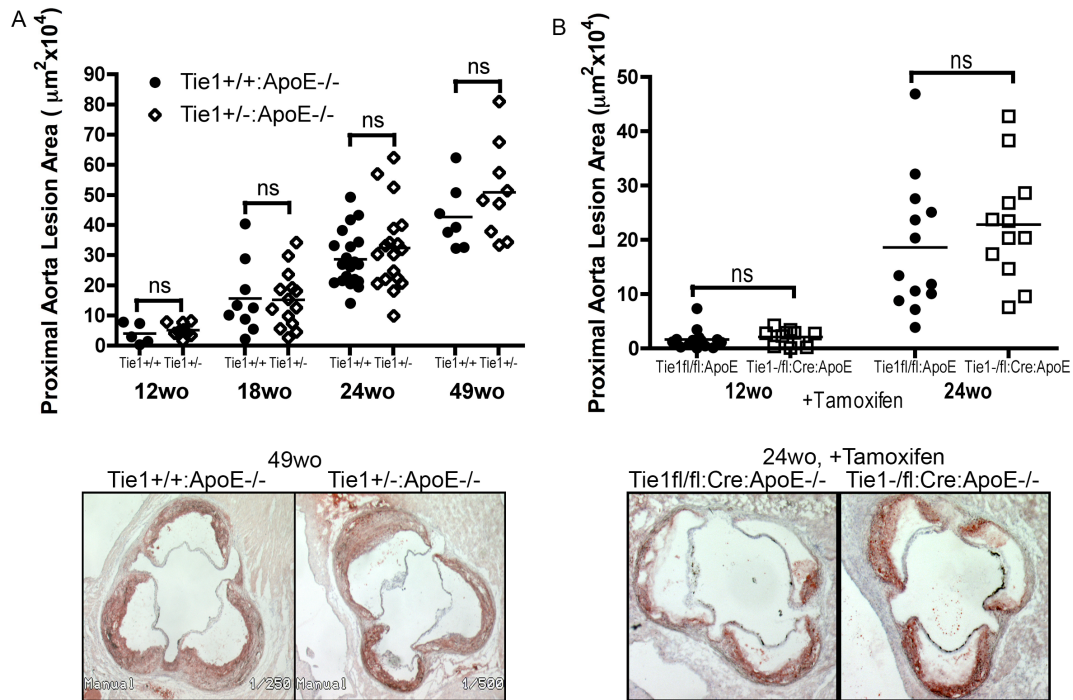 A
Proximal Aorta Lesion Area ( μm²x10⁴)
90
80
70
60
50
40
30
20
10
0
Tie1+/+:ApoE-/-
Tie1+/-:ApoE-/-
ns
ns
ns
ns
Tie1+/+ Tie1+/- Tie1+/+ Tie1+/- Tie1+/+ Tie1+/- Tie1+/+ Tie1+/-
12wo 18wo 24wo 49wo
B
Proximal Aorta Lesion Area (μm²x10⁴)
50
40
30
20
10
0
ns
ns
Tie1fl/fl:ApoE Tie1-/fl:Cre:ApoE Tie1fl/fl:ApoE Tie1-/fl:Cre:ApoE
12wo +Tamoxifen 24wo
49wo
Tie1+/+:ApoE-/- Tie1+/-:ApoE-/-
Manual 1/250 Manual 1/500
24wo, +Tamoxifen
Tie1fl/fl:Cre:ApoE-/- Tie1-/fl:Cre:ApoE-/-